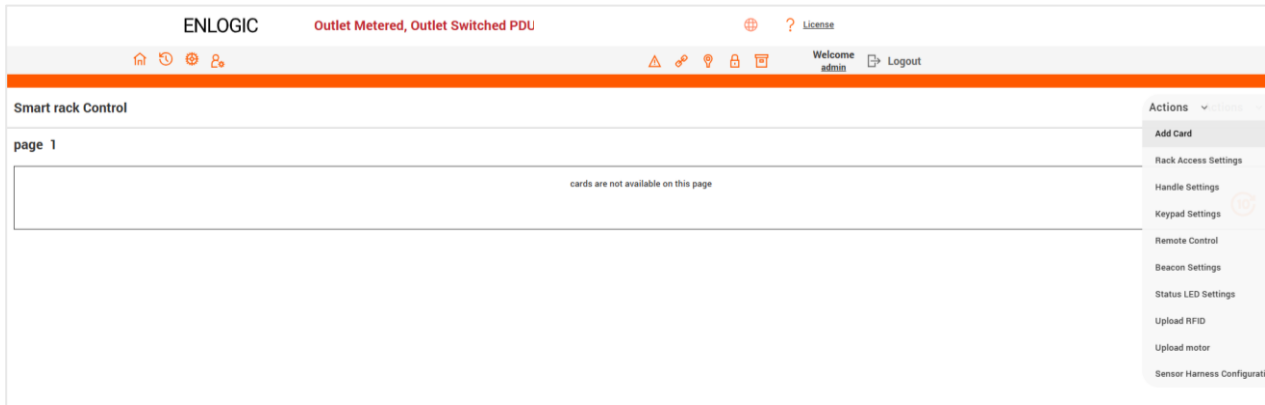 ENLOGIC Outlet Metered, Outlet Switched PDU ? License
Welcome
admin Logout
Smart rack Control
Actions
page 1
cards are not available on this page
Add Card
Rack Access Settings
Handle Settings
Keypad Settings
Remote Control
Beacon Settings
Status LED Settings
Upload RFID
Upload motor
Sensor Harness Configurati